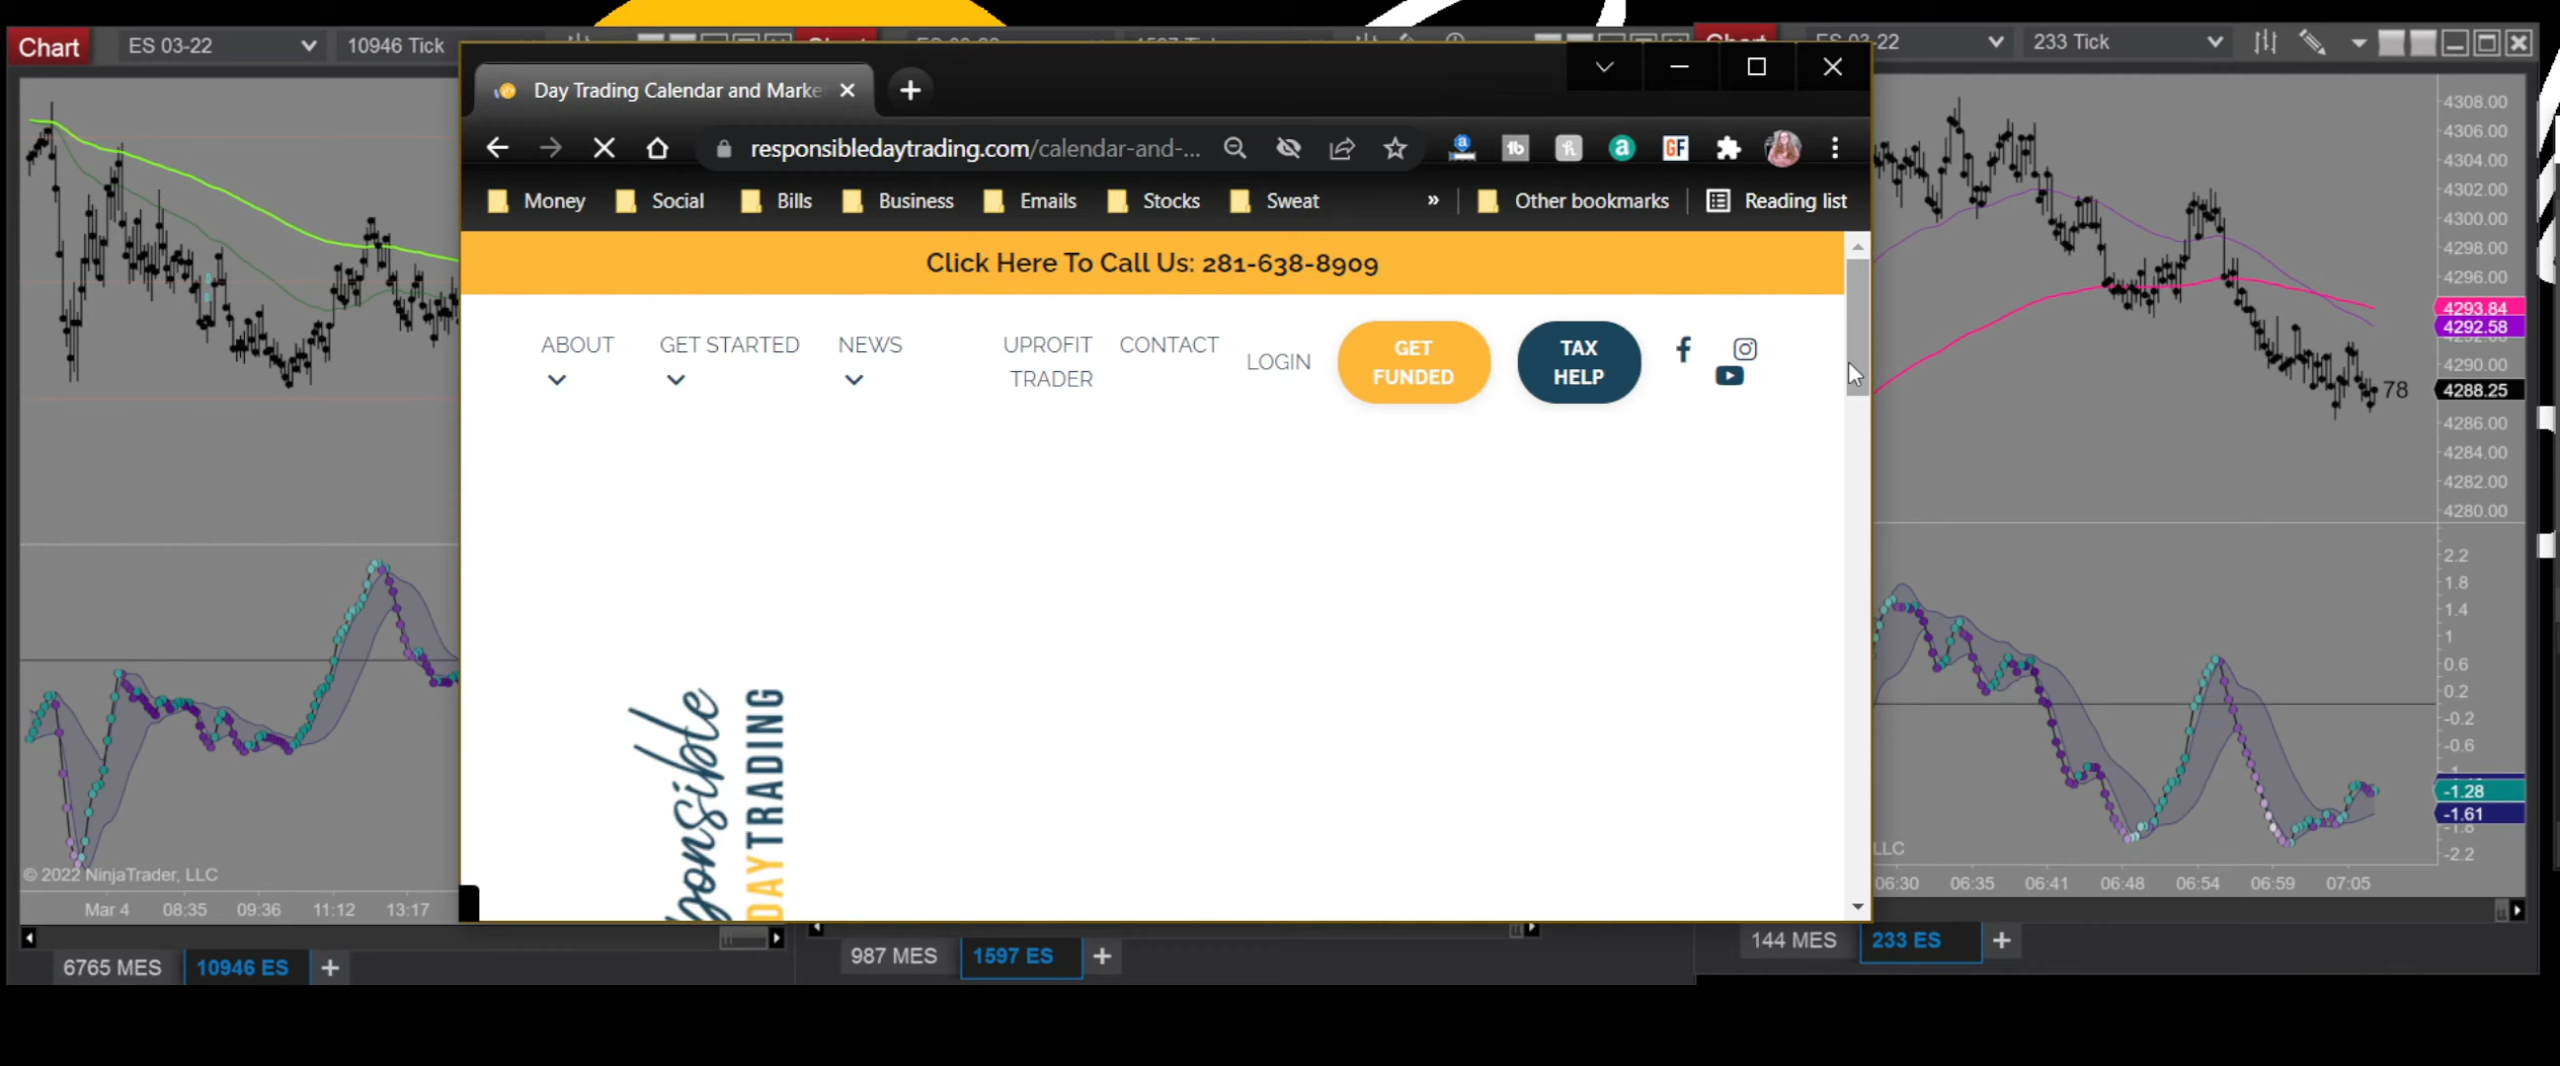 Chart
ES 03-22
10946 Tick
ES 03-22
233 Tick
Day Trading Calendar and Marke
responsibledaytrading.com/calendar-and-...
Money
Social
Bills
Business
Emails
Stocks
Sweat
»
Other bookmarks
Reading list
Click Here To Call Us: 281-638-8909
ABOUT
GET STARTED
NEWS
UPROFIT
TRADER
CONTACT
LOGIN
GET
FUNDED
TAX
HELP
DAYTRADING
4308.00
4306.00
4304.00
4302.00
4300.00
4298.00
4296.00
4293.84
4292.58
4290.00
78
4288.25
4286.00
4284.00
4282.00
4280.00
2.2
1.8
1.4
1
0.6
0.2
-0.2
-0.6
-1.28
-1.61
-1.8
-2.2
© 2022 NinjaTrader, LLC
LLC
Mar 4
08:35
09:36
11:12
13:17
06:30
06:35
06:41
06:48
06:54
06:59
07:05
6765 MES
10946 ES
+
987 MES
1597 ES
+
144 MES
233 ES
+